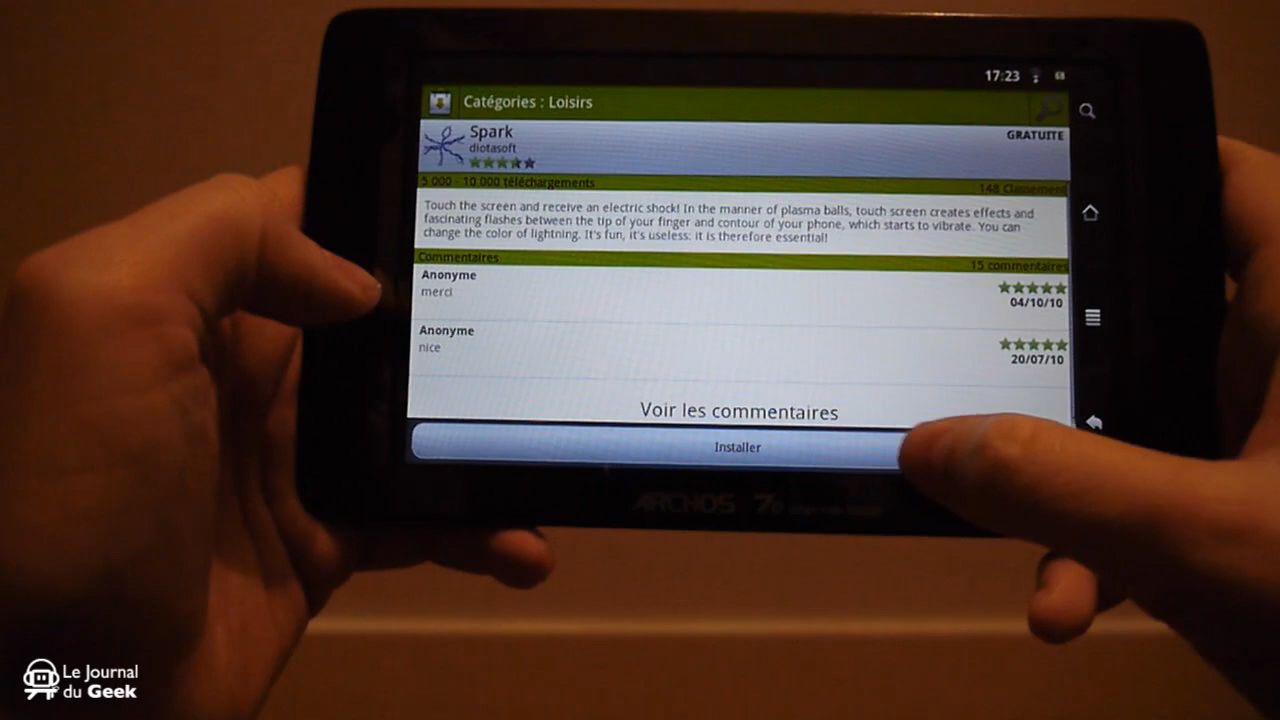 17:23
Catégories : Loisirs
Spark
GRATUITE
diotasoft
5 000 - 10 000 téléchargements
148 Classement
Touch the screen and receive an electric shock! In the manner of plasma balls, touch screen creates effects and
fascinating flashes between the tip of your finger and contour of your phone, which starts to vibrate. You can
change the color of lightning. It's fun, it's useless: it is therefore essential!
Commentaires
15 commentaires
Anonyme
merci
04/10/10
Anonyme
nice
20/07/10
Voir les commentaires
Installer
ARCHOS 70
Le Journal
du Geek